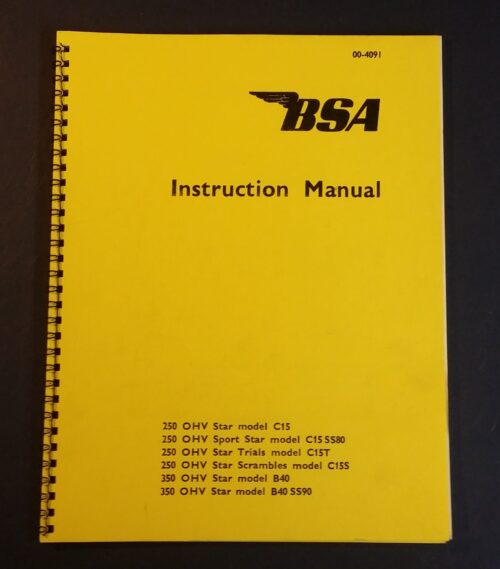 00-4091
BSA
Instruction Manual
250 OHV Star model C15
250 OHV Sport Star model C15 SS80
250 OHV Star Trials model C15T
250 OHV Star Scrambles model C15S
350 OHV Star model B40
350 OHV Star model B40 SS90